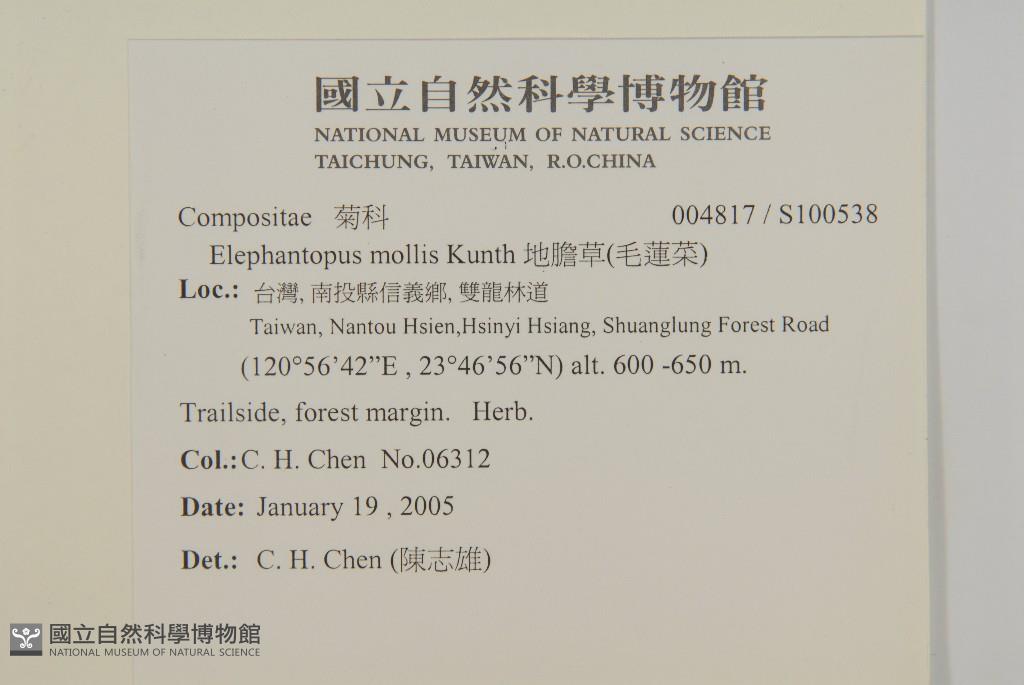 國立自然科學博物館
NATIONAL MUSEUM OF NATURAL SCIENCE
TAICHUNG, TAIWAN, R.O.CHINA
Compositae 菊科 004817 / S100538
Elephantopus mollis Kunth 地膽草(毛蓮菜)
Loc.: 台灣, 南投縣信義鄉, 雙龍林道
Taiwan, Nantou Hsien,Hsinyi Hsiang, Shuanglung Forest Road
(120°56’42”E , 23°46’56”N) alt. 600 -650 m.
Trailside, forest margin. Herb.
Col.:C. H. Chen No.06312
Date: January 19 , 2005
Det.: C. H. Chen (陳志雄)
國立自然科學博物館
NATIONAL MUSEUM OF NATURAL SCIENCE